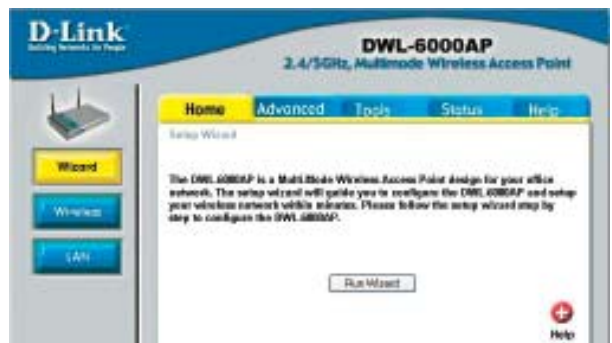 D-Link
Building Networks for People
DWL-6000AP
2.4/5GHz, Multimode Wireless Access Point
Home Advanced Tools Status Help
Setup Wizard
Wizard
Wireless
LAN
The DWL-6000AP is a Multi Mode Wireless Access Point design for your office
network. The setup wizard will guide you to configure the DWL-6000AP and setup
your wireless network within minutes. Please follow the setup wizard step by
step to configure the DWL-6000AP.
Run Wizard
Help